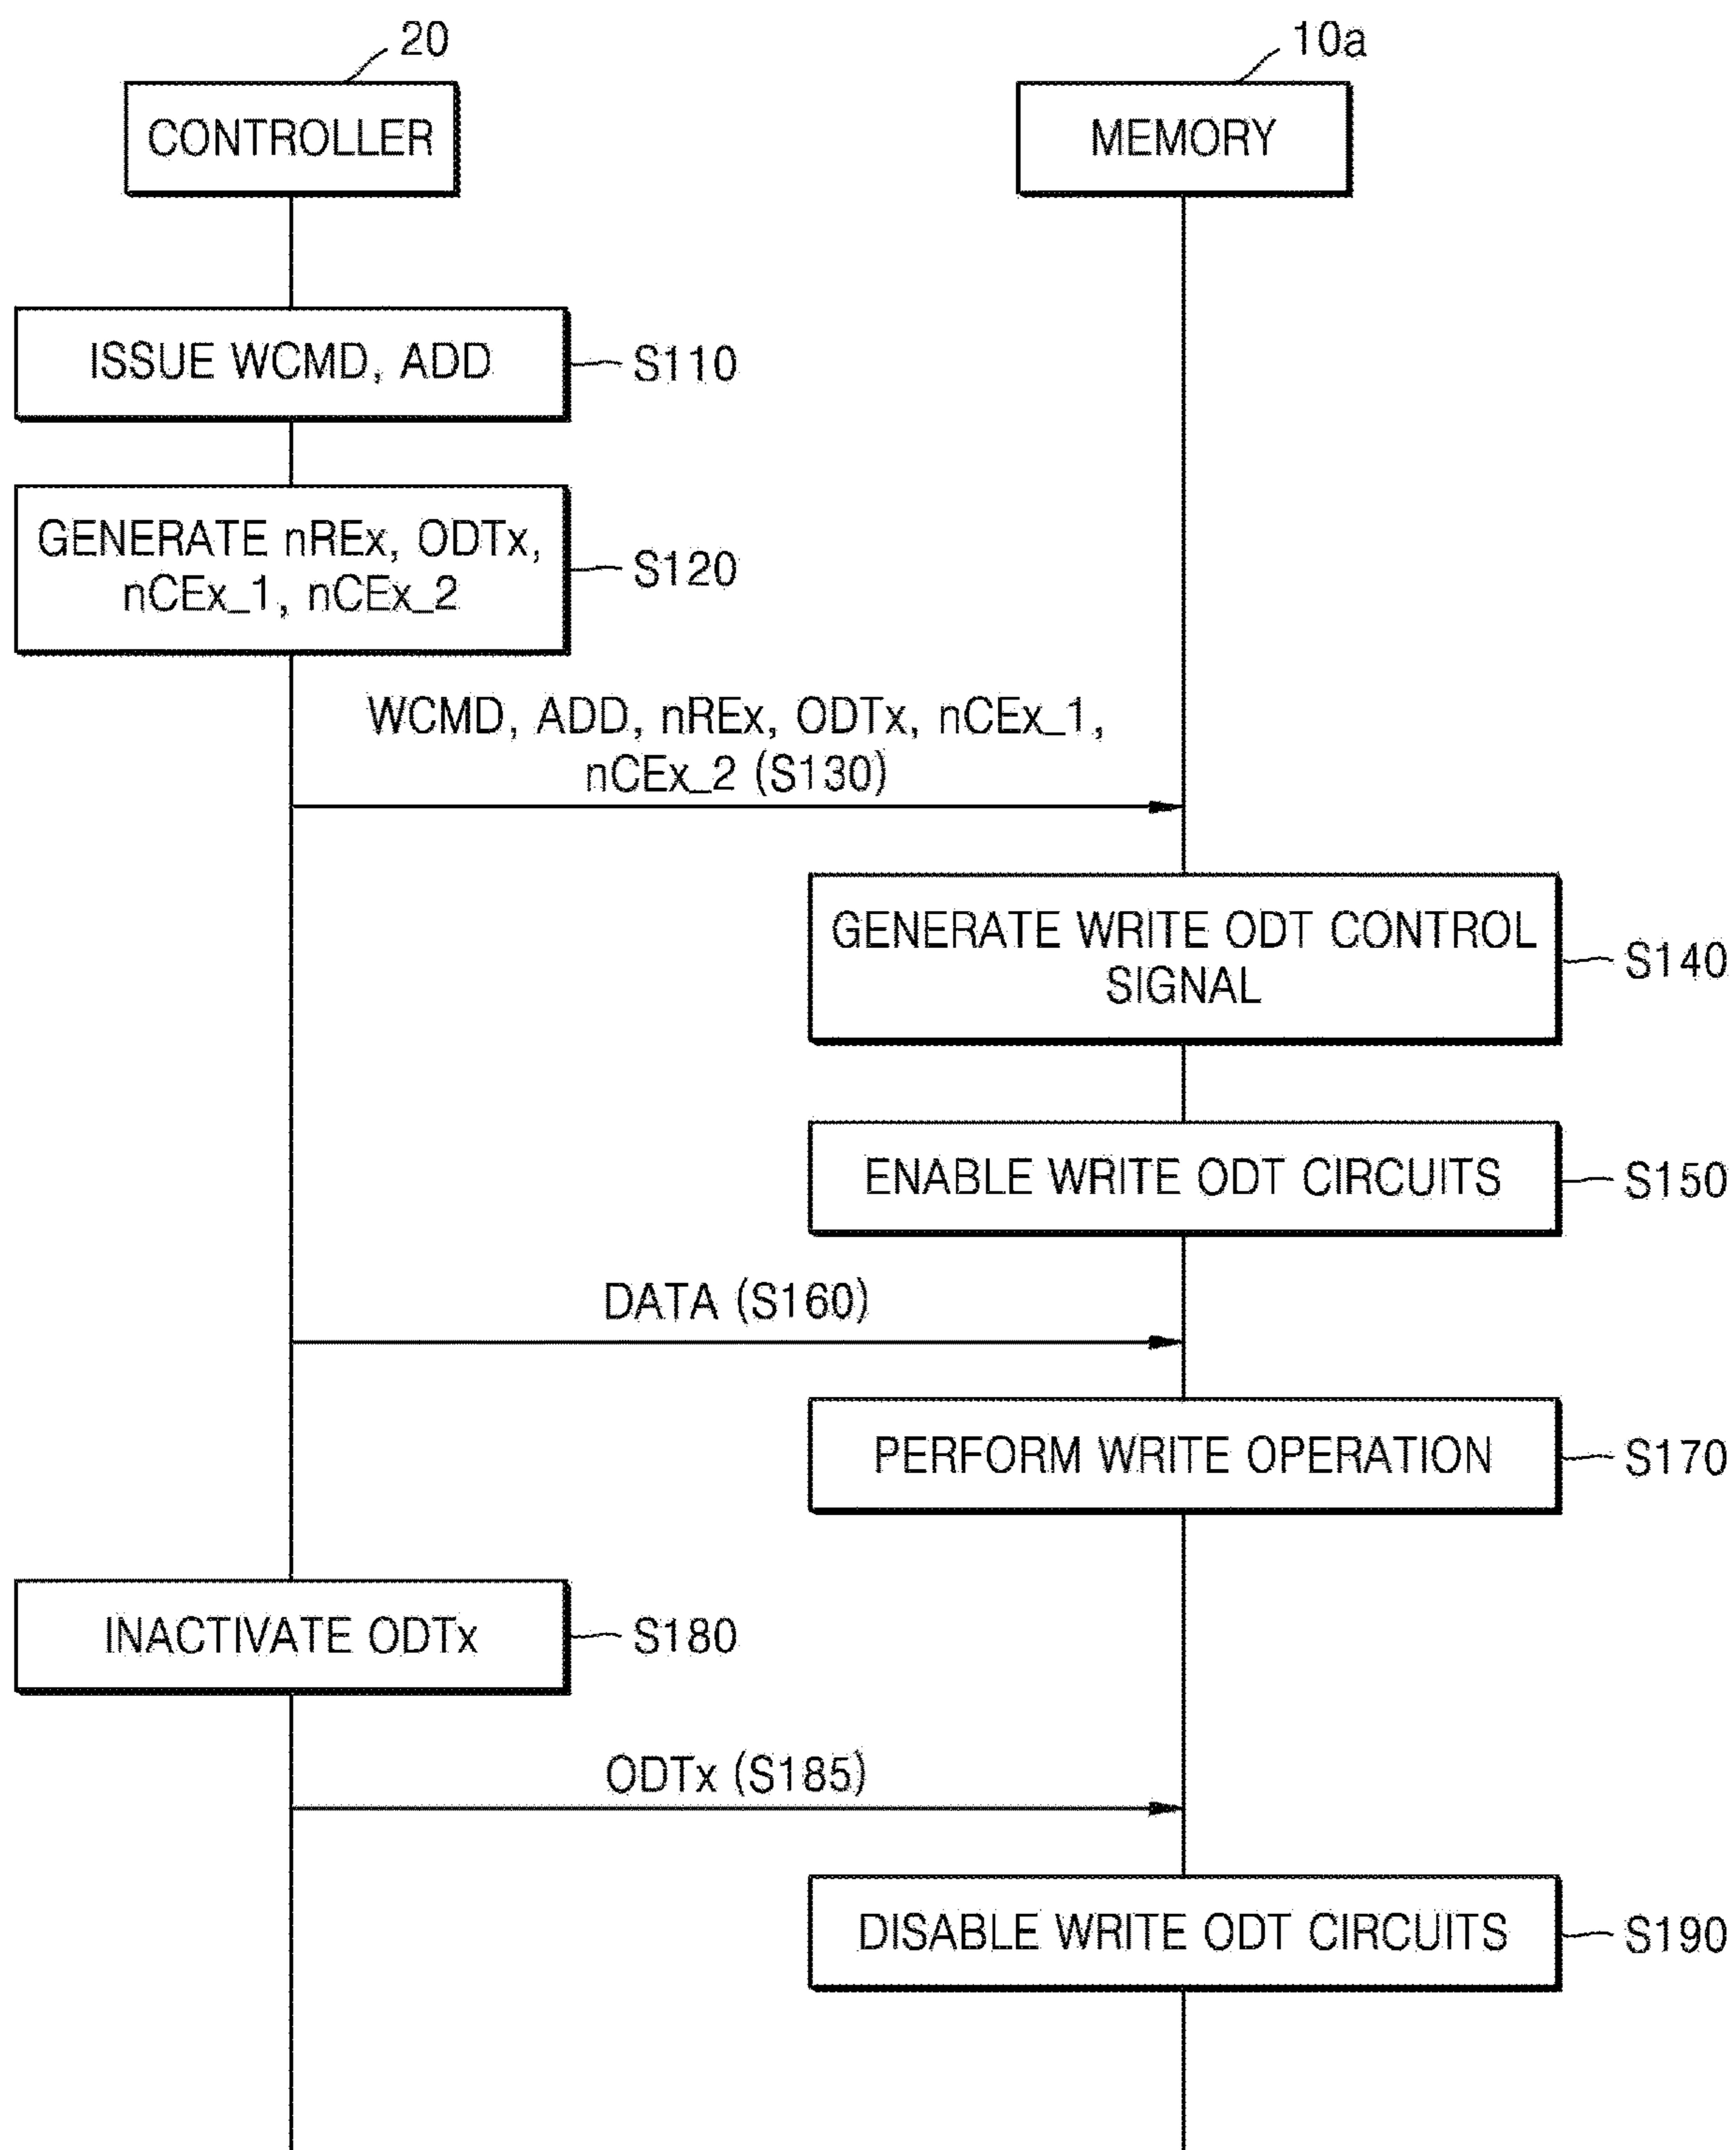 20
10a
CONTROLLER
MEMORY
ISSUE WCMD, ADD
S110
GENERATE nREx, ODTx,
nCEx_1, nCEx_2
S120
WCMD, ADD, nREx, ODTx, nCEx_1,
nCEx_2 (S130)
GENERATE WRITE ODT CONTROL
SIGNAL
S140
ENABLE WRITE ODT CIRCUITS
S150
DATA (S160)
PERFORM WRITE OPERATION
S170
INACTIVATE ODTx
S180
ODTx (S185)
DISABLE WRITE ODT CIRCUITS
S190